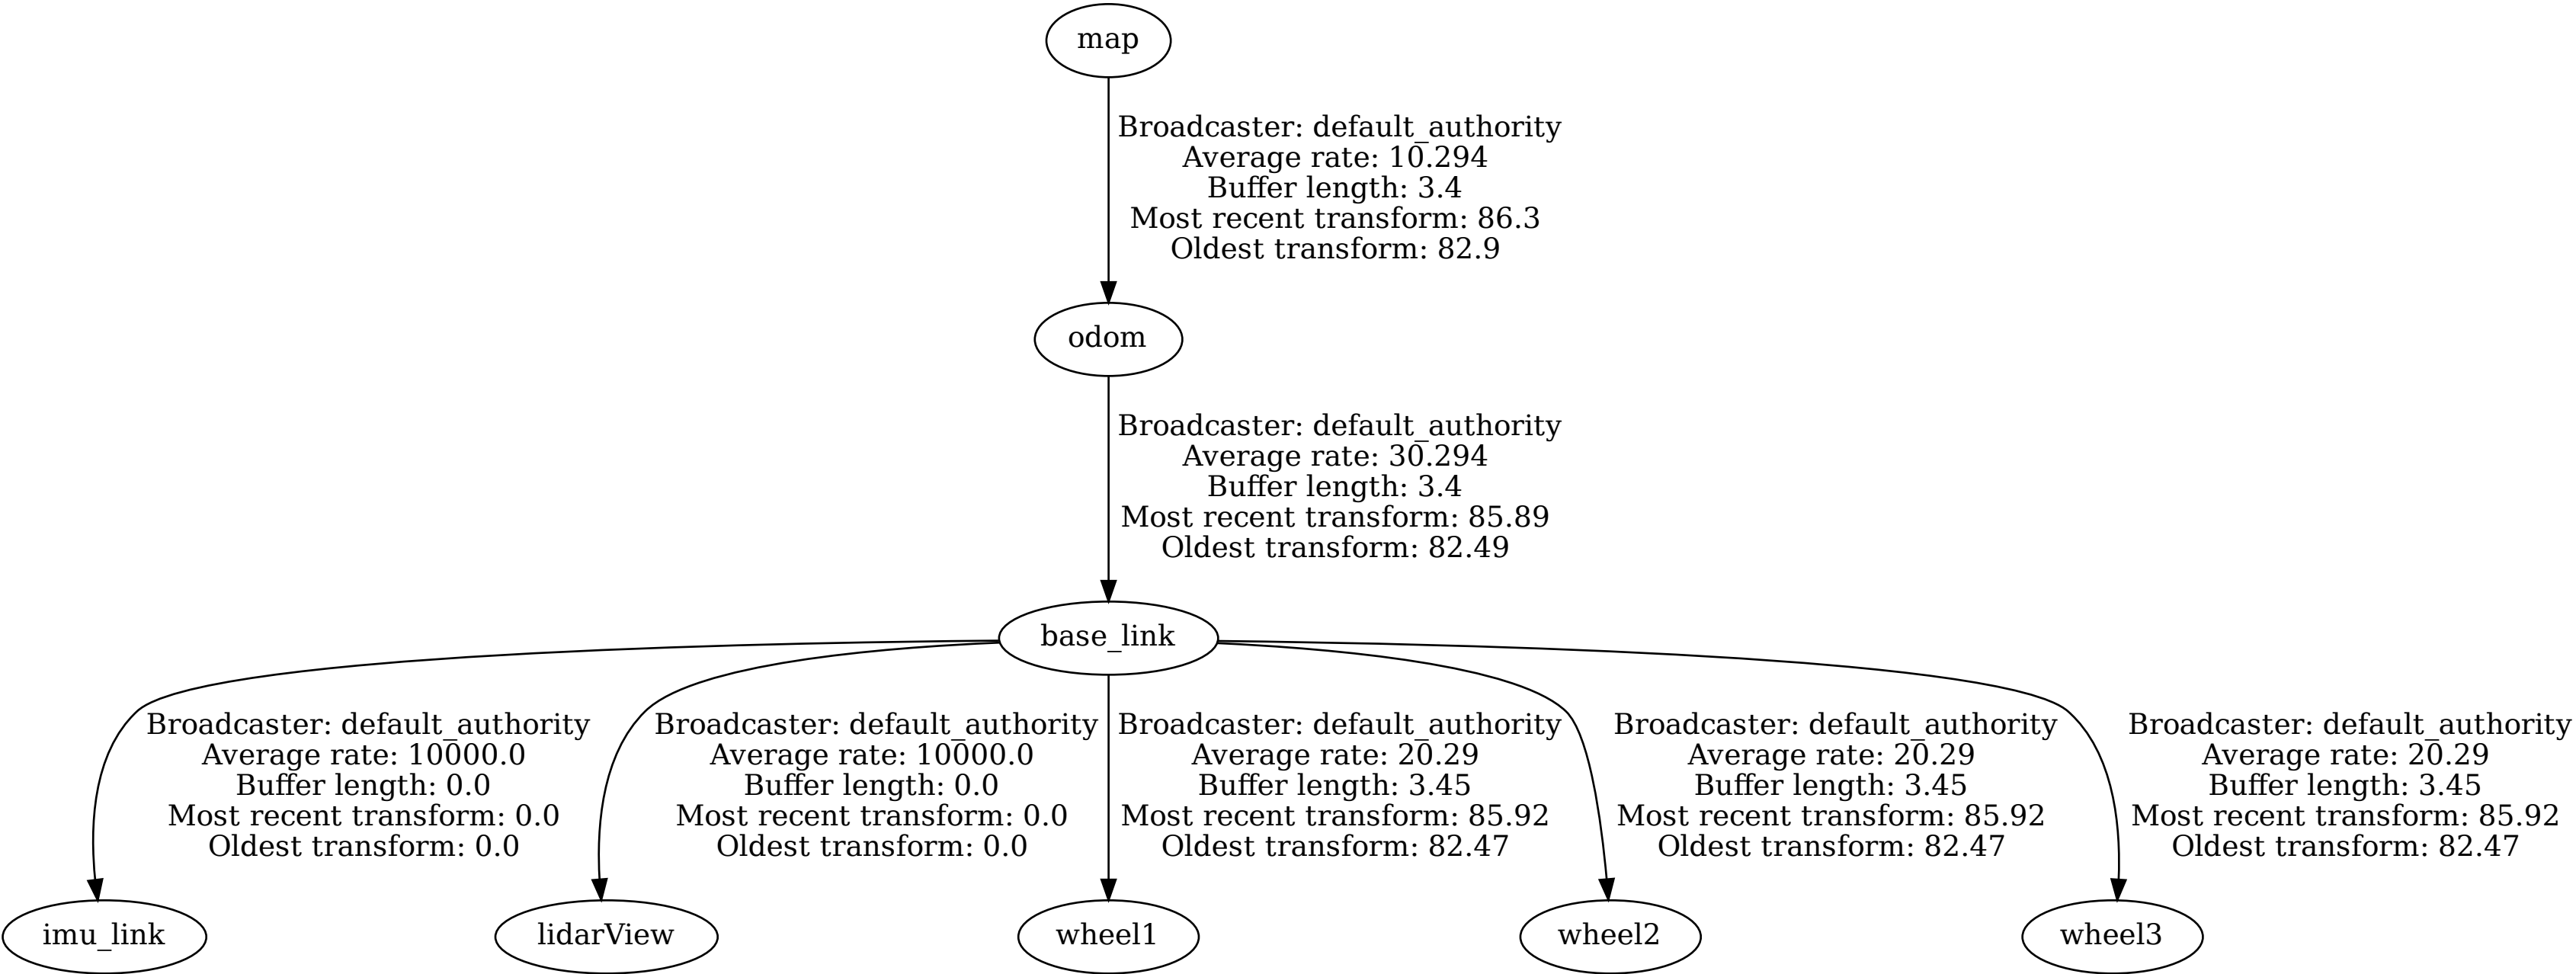 map
Broadcaster: default_authority
Average rate: 10.294
Buffer length: 3.4
Most recent transform: 86.3
Oldest transform: 82.9
odom
Broadcaster: default_authority
Average rate: 30.294
Buffer length: 3.4
Most recent transform: 85.89
Oldest transform: 82.49
base_link
Broadcaster: default_authority
Average rate: 10000.0
Buffer length: 0.0
Most recent transform: 0.0
Oldest transform: 0.0
Broadcaster: default_authority
Average rate: 10000.0
Buffer length: 0.0
Most recent transform: 0.0
Oldest transform: 0.0
Broadcaster: default_authority
Average rate: 20.29
Buffer length: 3.45
Most recent transform: 85.92
Oldest transform: 82.47
Broadcaster: default_authority
Average rate: 20.29
Buffer length: 3.45
Most recent transform: 85.92
Oldest transform: 82.47
Broadcaster: default_authority
Average rate: 20.29
Buffer length: 3.45
Most recent transform: 85.92
Oldest transform: 82.47
imu_link
lidarView
wheel1
wheel2
wheel3